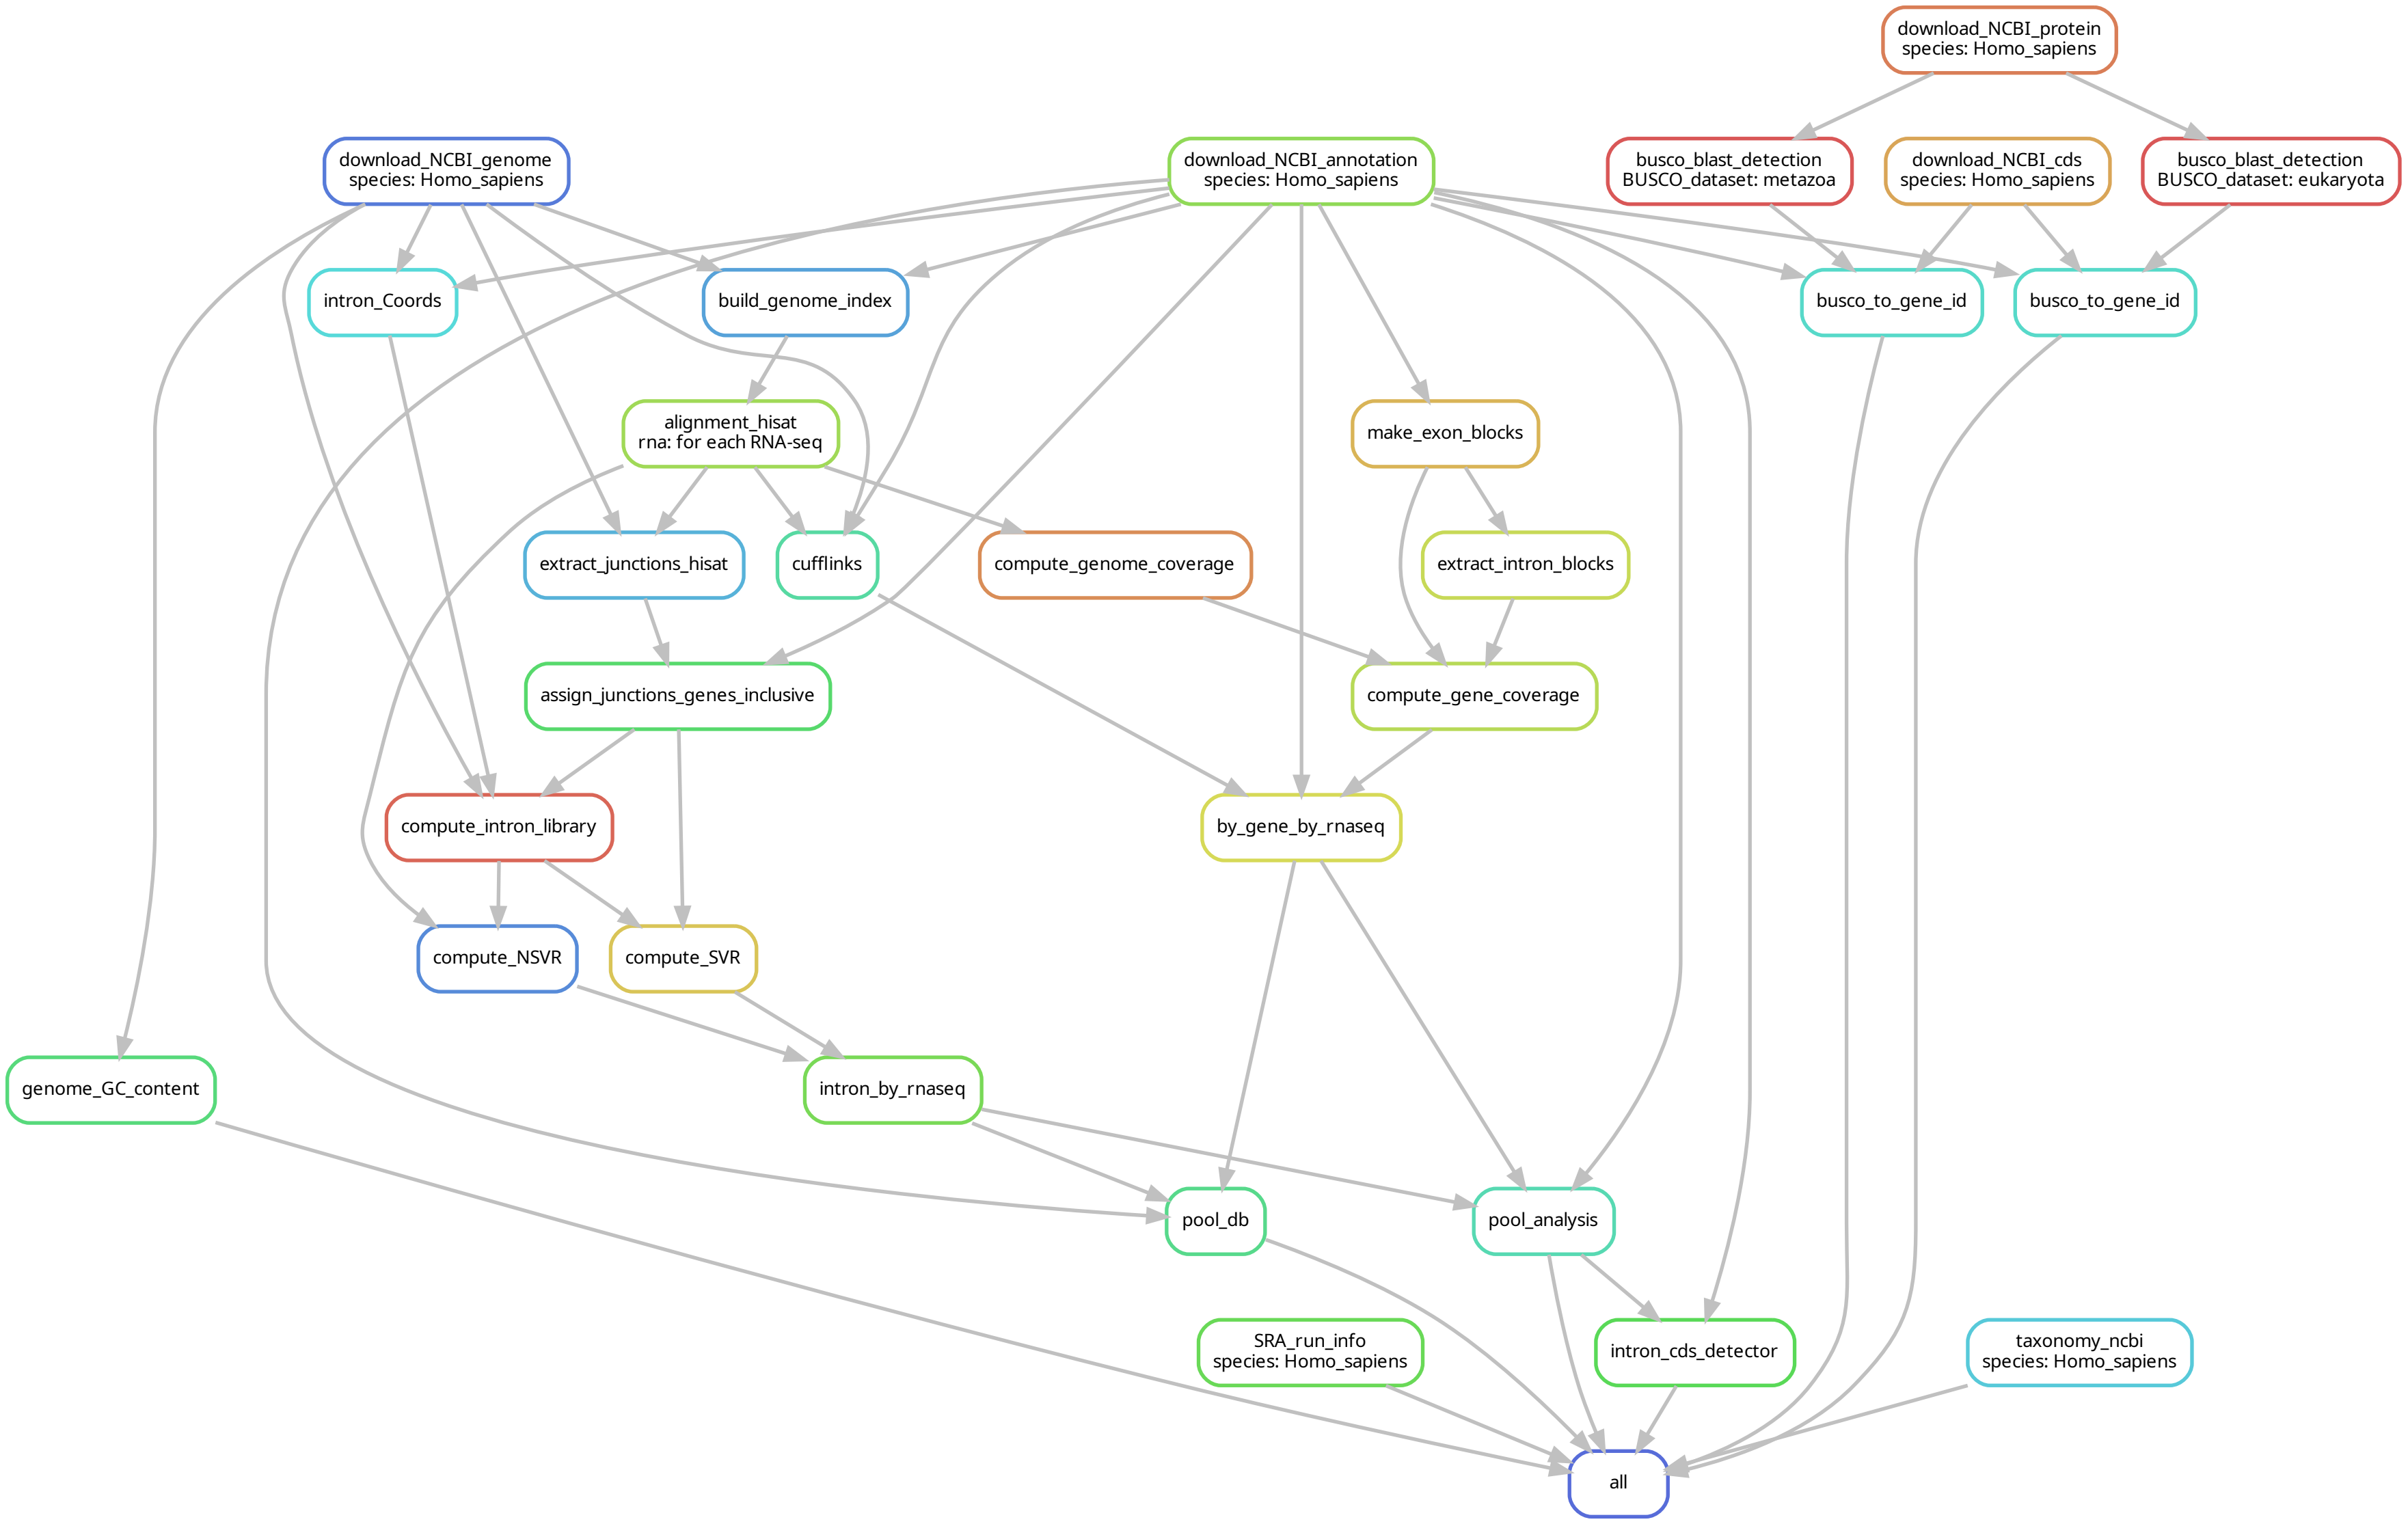 download_NCBI_protein
species: Homo_sapiens
download_NCBI_genome
species: Homo_sapiens
download_NCBI_annotation
species: Homo_sapiens
busco_blast_detection
BUSCO_dataset: metazoa
download_NCBI_cds
species: Homo_sapiens
busco_blast_detection
BUSCO_dataset: eukaryota
intron_Coords
build_genome_index
busco_to_gene_id
busco_to_gene_id
alignment_hisat
rna: for each RNA-seq
make_exon_blocks
extract_junctions_hisat
cufflinks
compute_genome_coverage
extract_intron_blocks
assign_junctions_genes_inclusive
compute_gene_coverage
compute_intron_library
by_gene_by_rnaseq
compute_NSVR
compute_SVR
genome_GC_content
intron_by_rnaseq
pool_db
pool_analysis
SRA_run_info
species: Homo_sapiens
intron_cds_detector
taxonomy_ncbi
species: Homo_sapiens
all